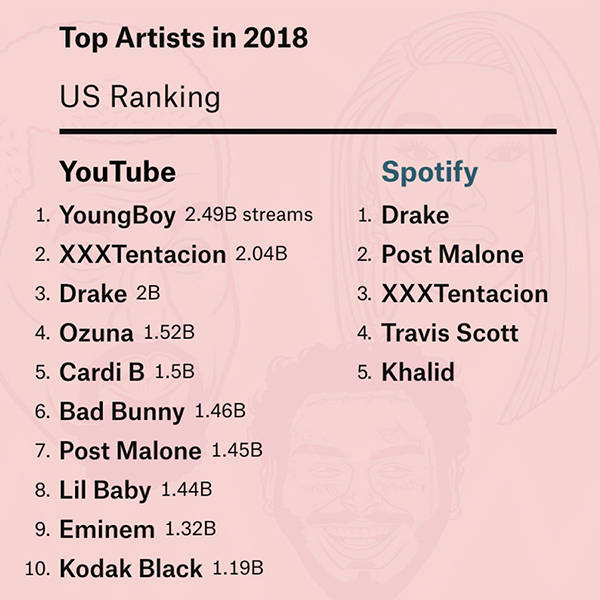 Top Artists in 2018
US Ranking
YouTube
1. YoungBoy 2.49B streams
2. XXXTentacion 2.04B
3. Drake 2B
4. Ozuna 1.52B
5. Cardi B 1.5B
6. Bad Bunny 1.46B
7. Post Malone 1.45B
8. Lil Baby 1.44B
9. Eminem 1.32B
10. Kodak Black 1.19B
Spotify
1. Drake
2. Post Malone
3. XXXTentacion
4. Travis Scott
5. Khalid